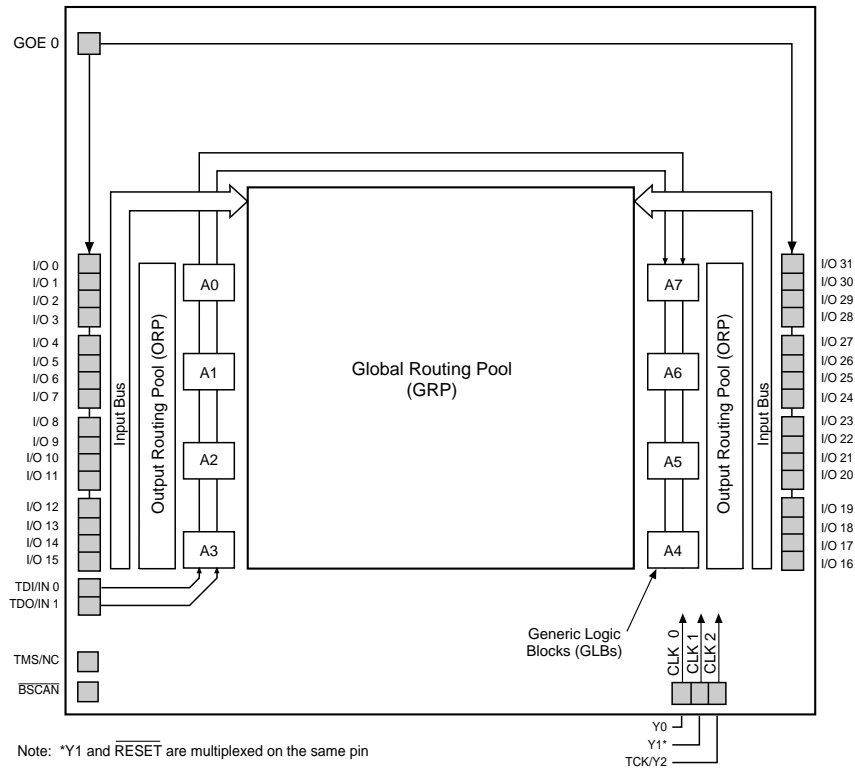 GOE 0
I/O 0
I/O 1
I/O 2
I/O 3
I/O 4
I/O 5
I/O 6
I/O 7
I/O 8
I/O 9
I/O 10
I/O 11
I/O 12
I/O 13
I/O 14
I/O 15
TDI/IN 0
TDO/IN 1
TMS/NC
BSCAN
Input Bus
Output Routing Pool (ORP)
A0
A1
A2
A3
Global Routing Pool
(GRP)
A7
A6
A5
A4
Output Routing Pool (ORP)
Input Bus
I/O 31
I/O 30
I/O 29
I/O 28
I/O 27
I/O 26
I/O 25
I/O 24
I/O 23
I/O 22
I/O 21
I/O 20
I/O 19
I/O 18
I/O 17
I/O 16
Generic Logic
Blocks (GLBs)
CLK 0
CLK 1
CLK 2
Y0
Y1*
TCK/Y2
Note: *Y1 and RESET are multiplexed on the same pin